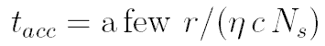 t_{acc} = a few r/(η c N_s)